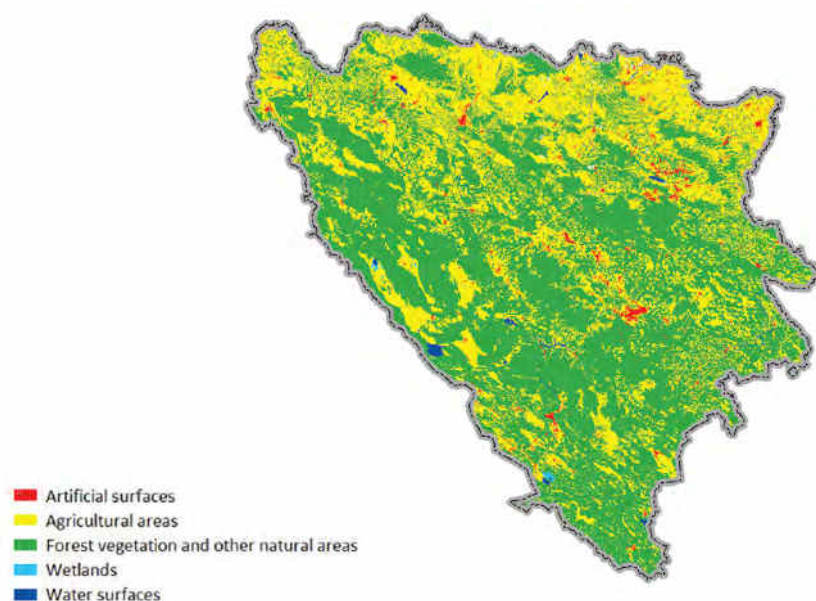 Artificial surfaces
Agricultural areas
Forest vegetation and other natural areas
Wetlands
Water surfaces